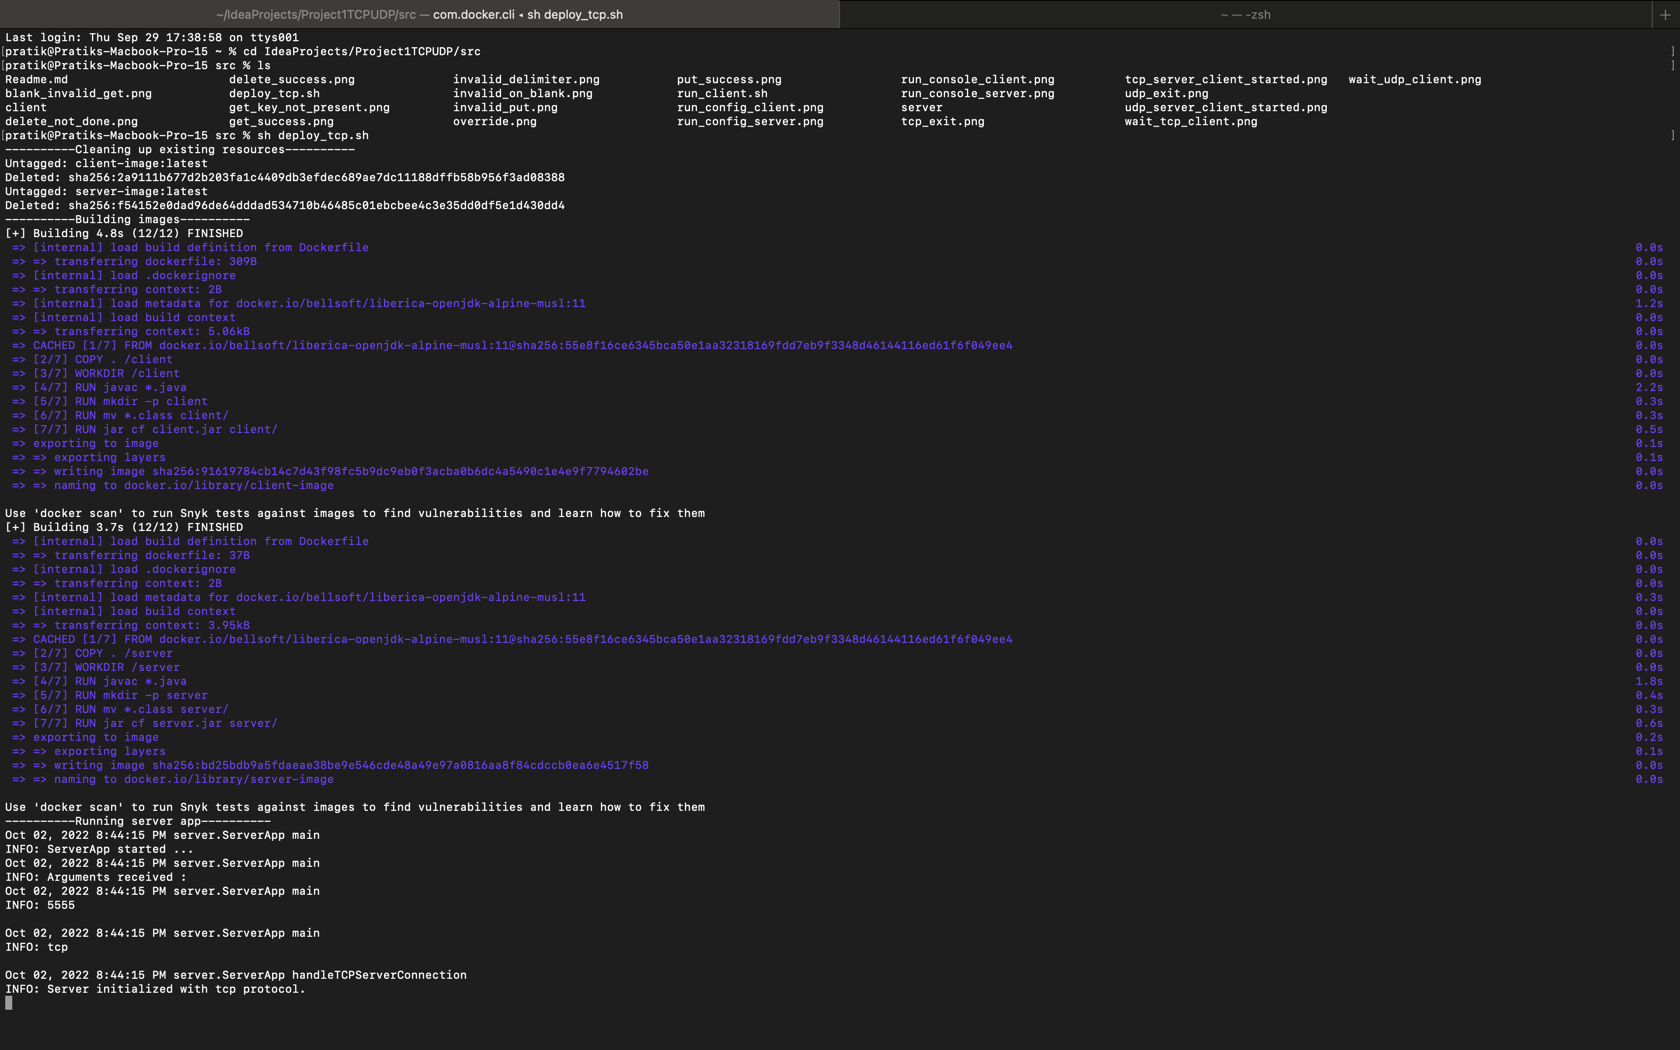 ~/IdeaProjects/Project1TCPUDP/src — com.docker.cli ◂ sh deploy_tcp.sh
~ — -zsh
Last login: Thu Sep 29 17:38:58 on ttys001
[pratik@Pratiks-Macbook-Pro-15 ~ % cd IdeaProjects/Project1TCPUDP/src ]
[pratik@Pratiks-Macbook-Pro-15 src % ls ]
Readme.md delete_success.png invalid_delimiter.png put_success.png run_console_client.png tcp_server_client_started.png wait_udp_client.png
blank_invalid_get.png deploy_tcp.sh invalid_on_blank.png run_client.sh run_console_server.png udp_exit.png
client get_key_not_present.png invalid_put.png run_config_client.png server udp_server_client_started.png
delete_not_done.png get_success.png override.png run_config_server.png tcp_exit.png wait_tcp_client.png
[pratik@Pratiks-Macbook-Pro-15 src % sh deploy_tcp.sh ]
----------Cleaning up existing resources----------
Untagged: client-image:latest
Deleted: sha256:2a9111b677d2b203fa1c4409db3efdec689ae7dc11188dffb58b956f3ad08388
Untagged: server-image:latest
Deleted: sha256:f54152e0dad96de64dddad534710b46485c01ebcbee4c3e35dd0df5e1d430dd4
----------Building images----------
[+] Building 4.8s (12/12) FINISHED
=> [internal] load build definition from Dockerfile 0.0s
=> => transferring dockerfile: 309B 0.0s
=> [internal] load .dockerignore 0.0s
=> => transferring context: 2B 0.0s
=> [internal] load metadata for docker.io/bellsoft/liberica-openjdk-alpine-musl:11 1.2s
=> [internal] load build context 0.0s
=> => transferring context: 5.06kB 0.0s
=> CACHED [1/7] FROM docker.io/bellsoft/liberica-openjdk-alpine-musl:11@sha256:55e8f16ce6345bca50e1aa32318169fdd7eb9f3348d46144116ed61f6f049ee4 0.0s
=> [2/7] COPY . /client 0.0s
=> [3/7] WORKDIR /client 0.0s
=> [4/7] RUN javac *.java 2.2s
=> [5/7] RUN mkdir -p client 0.3s
=> [6/7] RUN mv *.class client/ 0.3s
=> [7/7] RUN jar cf client.jar client/ 0.5s
=> exporting to image 0.1s
=> => exporting layers 0.1s
=> => writing image sha256:91619784cb14c7d43f98fc5b9dc9eb0f3acba0b6dc4a5490c1e4e9f7794602be 0.0s
=> => naming to docker.io/library/client-image 0.0s
Use 'docker scan' to run Snyk tests against images to find vulnerabilities and learn how to fix them
[+] Building 3.7s (12/12) FINISHED
=> [internal] load build definition from Dockerfile 0.0s
=> => transferring dockerfile: 37B 0.0s
=> [internal] load .dockerignore 0.0s
=> => transferring context: 2B 0.0s
=> [internal] load metadata for docker.io/bellsoft/liberica-openjdk-alpine-musl:11 0.3s
=> [internal] load build context 0.0s
=> => transferring context: 3.95kB 0.0s
=> CACHED [1/7] FROM docker.io/bellsoft/liberica-openjdk-alpine-musl:11@sha256:55e8f16ce6345bca50e1aa32318169fdd7eb9f3348d46144116ed61f6f049ee4 0.0s
=> [2/7] COPY . /server 0.0s
=> [3/7] WORKDIR /server 0.0s
=> [4/7] RUN javac *.java 1.8s
=> [5/7] RUN mkdir -p server 0.4s
=> [6/7] RUN mv *.class server/ 0.3s
=> [7/7] RUN jar cf server.jar server/ 0.6s
=> exporting to image 0.2s
=> => exporting layers 0.1s
=> => writing image sha256:bd25bdb9a5fdaeae38be9e546cde48a49e97a0816aa8f84cdccb0ea6e4517f58 0.0s
=> => naming to docker.io/library/server-image 0.0s
Use 'docker scan' to run Snyk tests against images to find vulnerabilities and learn how to fix them
----------Running server app----------
Oct 02, 2022 8:44:15 PM server.ServerApp main
INFO: ServerApp started ...
Oct 02, 2022 8:44:15 PM server.ServerApp main
INFO: Arguments received :
Oct 02, 2022 8:44:15 PM server.ServerApp main
INFO: 5555
Oct 02, 2022 8:44:15 PM server.ServerApp main
INFO: tcp
Oct 02, 2022 8:44:15 PM server.ServerApp handleTCPServerConnection
INFO: Server initialized with tcp protocol.